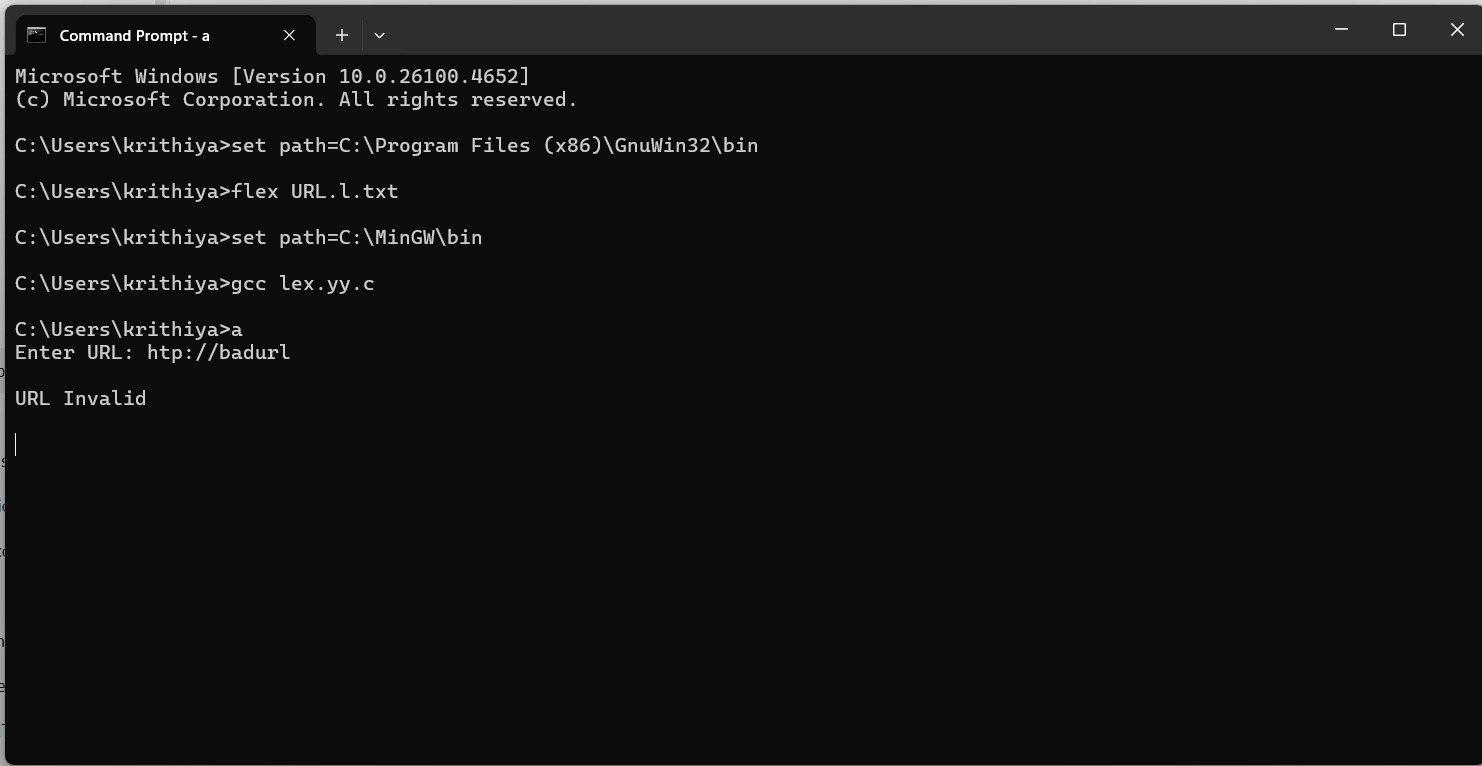 Command Prompt - a
Microsoft Windows [Version 10.0.26100.4652]
(c) Microsoft Corporation. All rights reserved.
C:\Users\krithiya>set path=C:\Program Files (x86)\GnuWin32\bin
C:\Users\krithiya>flex URL.l.txt
C:\Users\krithiya>set path=C:\MinGW\bin
C:\Users\krithiya>gcc lex.yy.c
C:\Users\krithiya>a
Enter URL: htp://badurl
URL Invalid